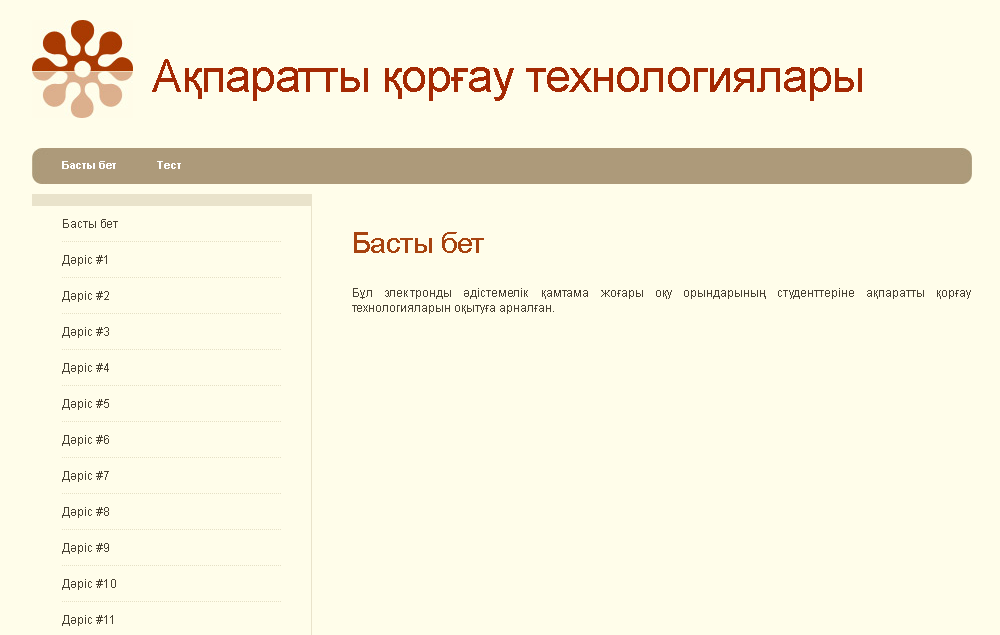 Ақпаратты қорғау технологиялары
Басты бет
Тест
Басты бет
Дәріс #1
Дәріс #2
Дәріс #3
Дәріс #4
Дәріс #5
Дәріс #6
Дәріс #7
Дәріс #8
Дәріс #9
Дәріс #10
Дәріс #11
Басты бет
Бұл электронды әдістемелік қамтама жоғары оқу орындарының студенттеріне ақпаратты қорғау
технологияларын оқытуға арналған.